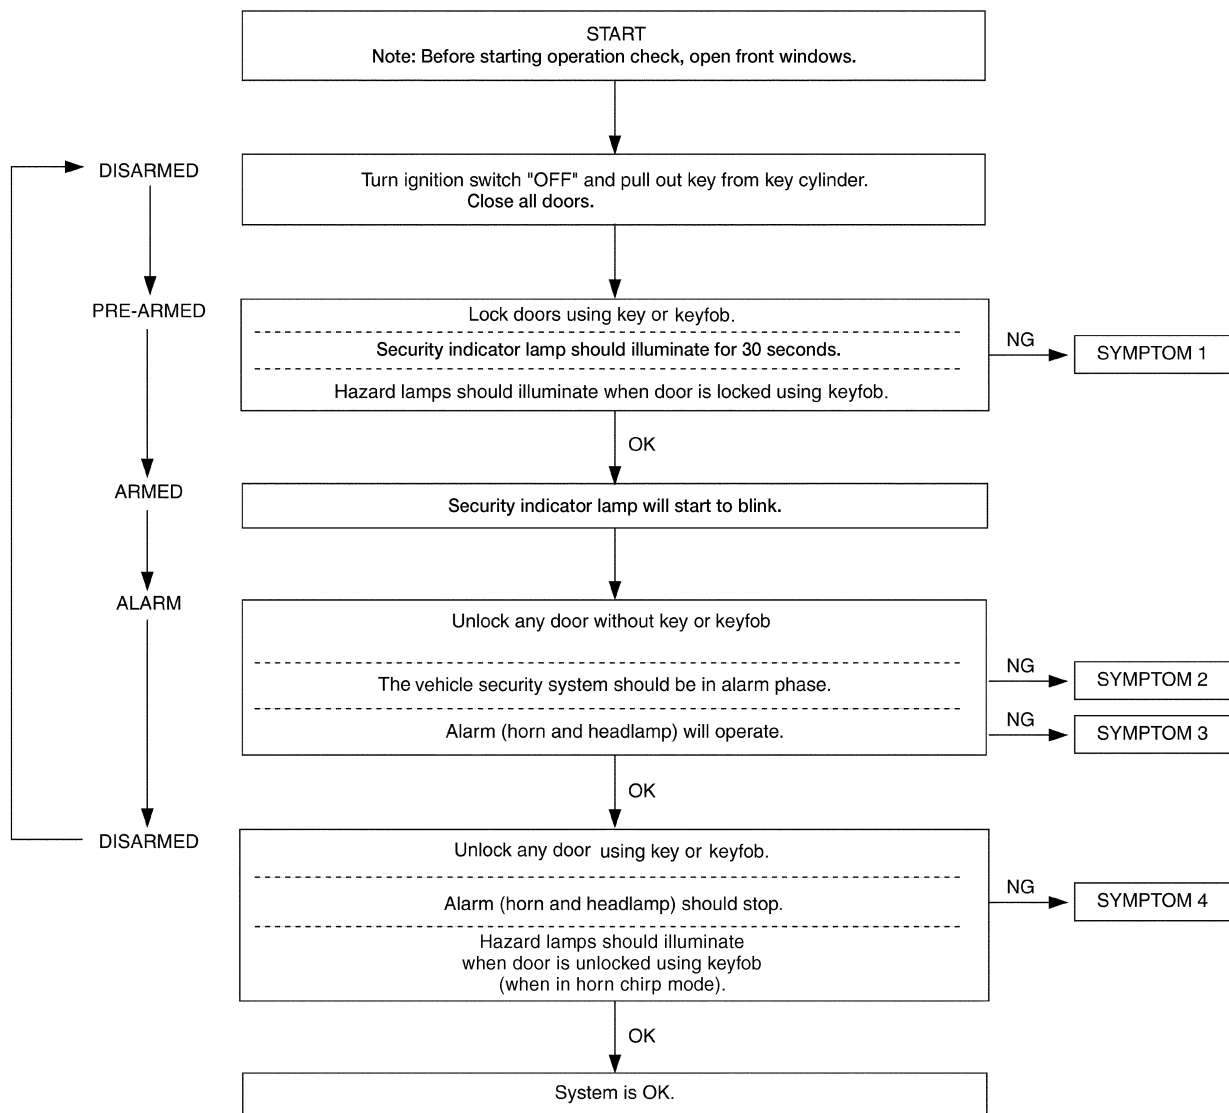 START
Note: Before starting operation check, open front windows.
DISARMED
Turn ignition switch "OFF" and pull out key from key cylinder.
Close all doors.
PRE-ARMED
Lock doors using key or keyfob.
Security indicator lamp should illuminate for 30 seconds.
Hazard lamps should illuminate when door is locked using keyfob.
NG
SYMPTOM 1
OK
ARMED
Security indicator lamp will start to blink.
ALARM
Unlock any door without key or keyfob
The vehicle security system should be in alarm phase.
NG
SYMPTOM 2
Alarm (horn and headlamp) will operate.
NG
SYMPTOM 3
OK
DISARMED
Unlock any door using key or keyfob.
Alarm (horn and headlamp) should stop.
NG
SYMPTOM 4
Hazard lamps should illuminate
when door is unlocked using keyfob
(when in horn chirp mode).
OK
System is OK.